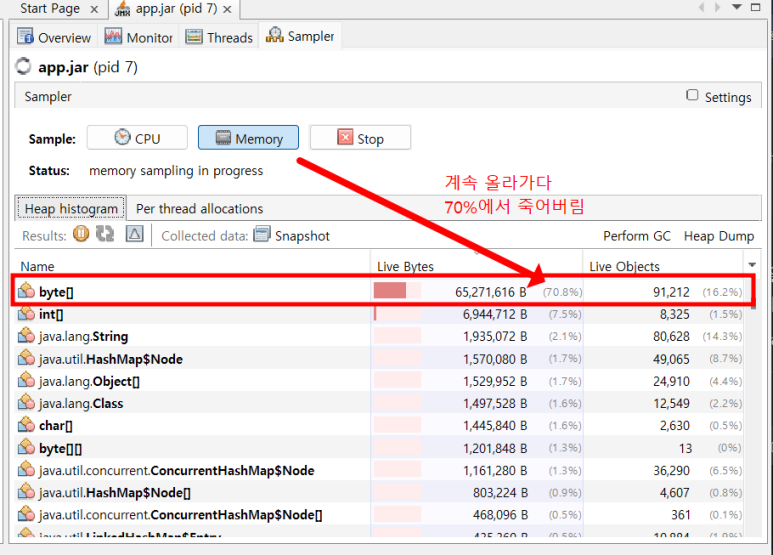 Start Page
app.jar (pid 7)
Overview Monitor Threads Sampler
app.jar (pid 7)
Sampler Settings
Sample: CPU Memory Stop
Status: memory sampling in progress
계속 올라가다
70%에서 죽어버림
Heap histogram Per thread allocations
Results: Collected data: Snapshot Perform GC Heap Dump
Name Live Bytes Live Objects
byte[] 65,271,616 B (70.8%) 91,212 (16.2%)
int[] 6,944,712 B (7.5%) 8,325 (1.5%)
java.lang.String 1,935,072 B (2.1%) 80,628 (14.3%)
java.util.HashMap$Node 1,570,080 B (1.7%) 49,065 (8.7%)
java.lang.Object[] 1,529,952 B (1.7%) 24,910 (4.4%)
java.lang.Class 1,497,528 B (1.6%) 12,549 (2.2%)
char[] 1,445,840 B (1.6%) 2,630 (0.5%)
byte[][] 1,201,848 B (1.3%) 13 (0%)
java.util.concurrent.ConcurrentHashMap$Node 1,161,280 B (1.3%) 36,290 (6.5%)
java.util.HashMap$Node[] 803,224 B (0.9%) 4,607 (0.8%)
java.util.concurrent.ConcurrentHashMap$Node[] 468,096 B (0.5%) 361 (0.1%)
java.util.LinkedHashMap$Entry